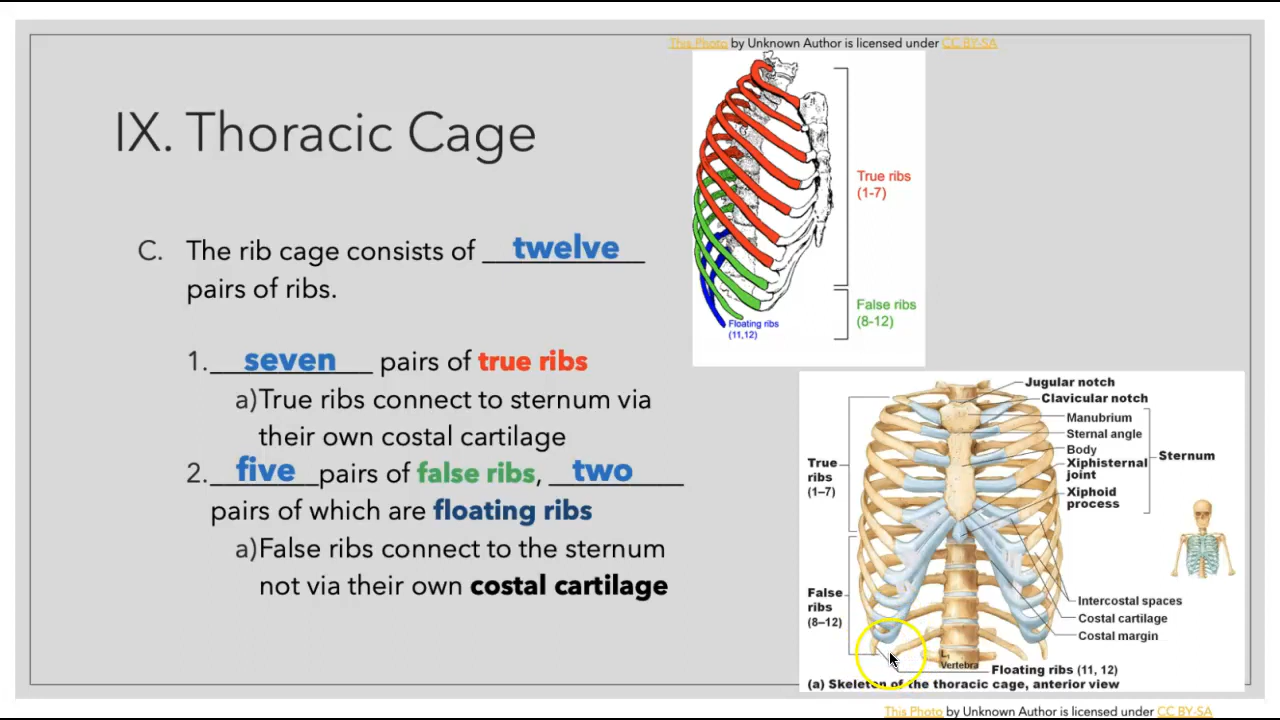 This Photo by Unknown Author is licensed under CC BY-SA
IX. Thoracic Cage
C. The rib cage consists of twelve
pairs of ribs.
1. seven pairs of true ribs
a)True ribs connect to sternum via
their own costal cartilage
2. five pairs of false ribs, two
pairs of which are floating ribs
a)False ribs connect to the sternum
not via their own costal cartilage
True ribs
(1-7)
False ribs
(8-12)
Floating ribs
(11,12)
Jugular notch
Clavicular notch
Manubrium
Sternal angle
Body
Xiphisternal
joint
Xiphoid
process
Sternum
True
ribs
(1–7)
False
ribs
(8–12)
Intercostal spaces
Costal cartilage
Costal margin
L₁
Vertebra
Floating ribs (11, 12)
(a) Skeleton of the thoracic cage, anterior view
This Photo by Unknown Author is licensed under CC BY-SA